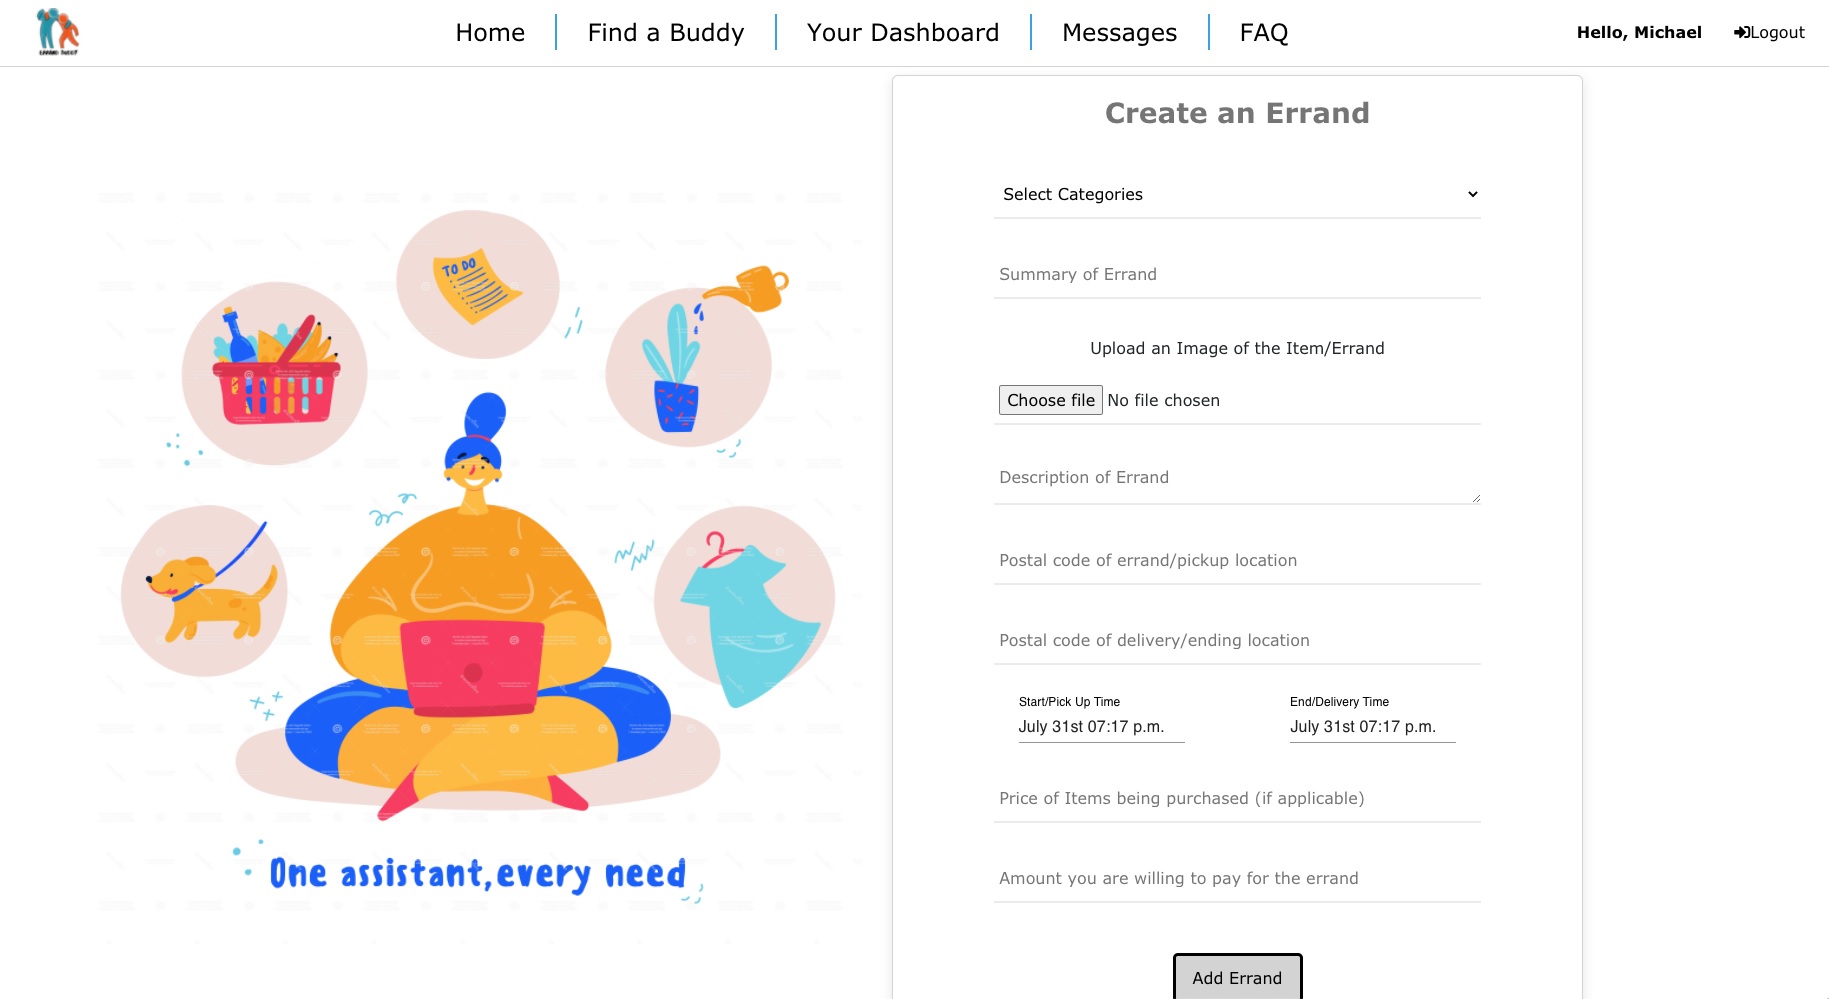 Home
Find a Buddy
Your Dashboard
Messages
FAQ
Hello, Michael
Logout
Create an Errand
Select Categories
Summary of Errand
Upload an Image of the Item/Errand
Choose file No file chosen
Description of Errand
Postal code of errand/pickup location
Postal code of delivery/ending location
Start/Pick Up Time
July 31st 07:17 p.m.
End/Delivery Time
July 31st 07:17 p.m.
Price of Items being purchased (if applicable)
Amount you are willing to pay for the errand
Add Errand
TO DO
One assistant, every need